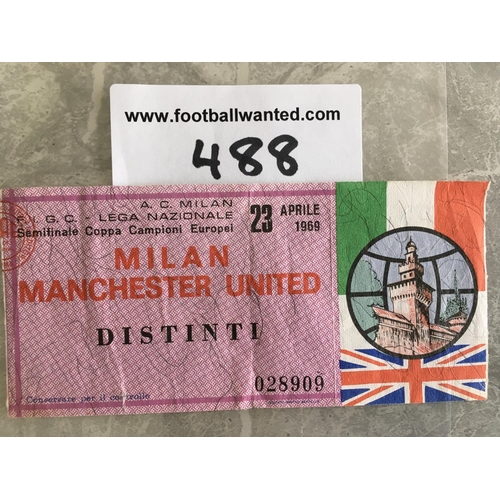 www.footballwanted.com
488
A. C. MILAN
F. I. G. C. - LEGA NAZIONALE
Semifinale Coppa Campioni Europei
23 APRILE 1969
MILAN
MANCHESTER UNITED
DISTINTI
028909
Conservare per il controllo